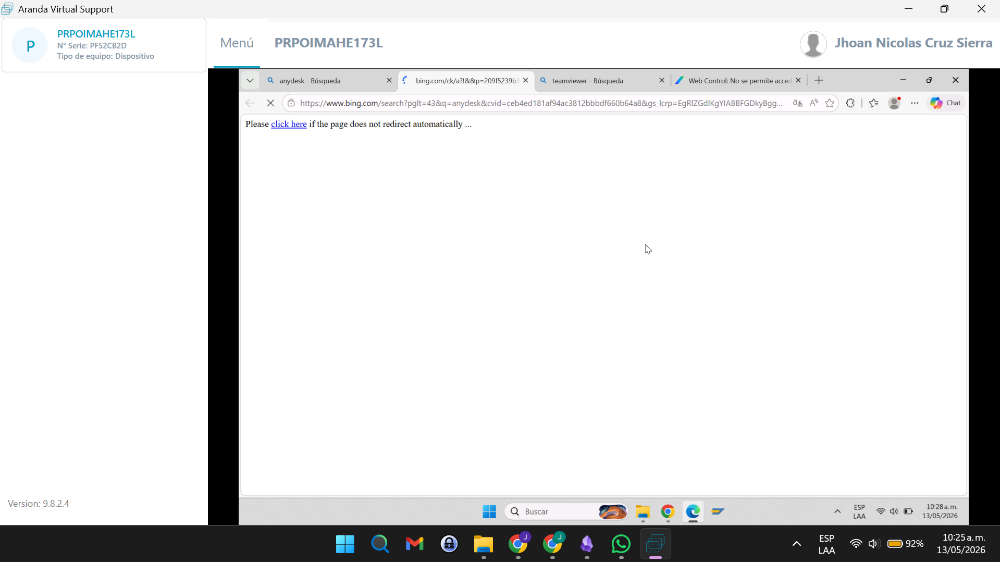 Aranda Virtual Support
P
PRPOIMAHE173L
N° Serie: PF52CB2D
Tipo de equipo: Dispositivo
Menú
PRPOIMAHE173L
Jhoan Nicolas Cruz Sierra
anydesk - Búsqueda
bing.com/ck/a?!&&p=209f5239b3
teamviewer - Búsqueda
Web Control: No se permite acced
https://www.bing.com/search?pglt=43&q=anydesk&cvid=ceb4ed181af94ac3812bbbdf660b64a8&gs_lcrp=EgRlZGdlKgYIABBFGDkyBgg...
Chat
Please click here if the page does not redirect automatically ...
Version: 9.8.2.4
Buscar
ESP
LAA
10:28 a. m.
13/05/2026
J
J
ESP
LAA
92%
10:25 a. m.
13/05/2026